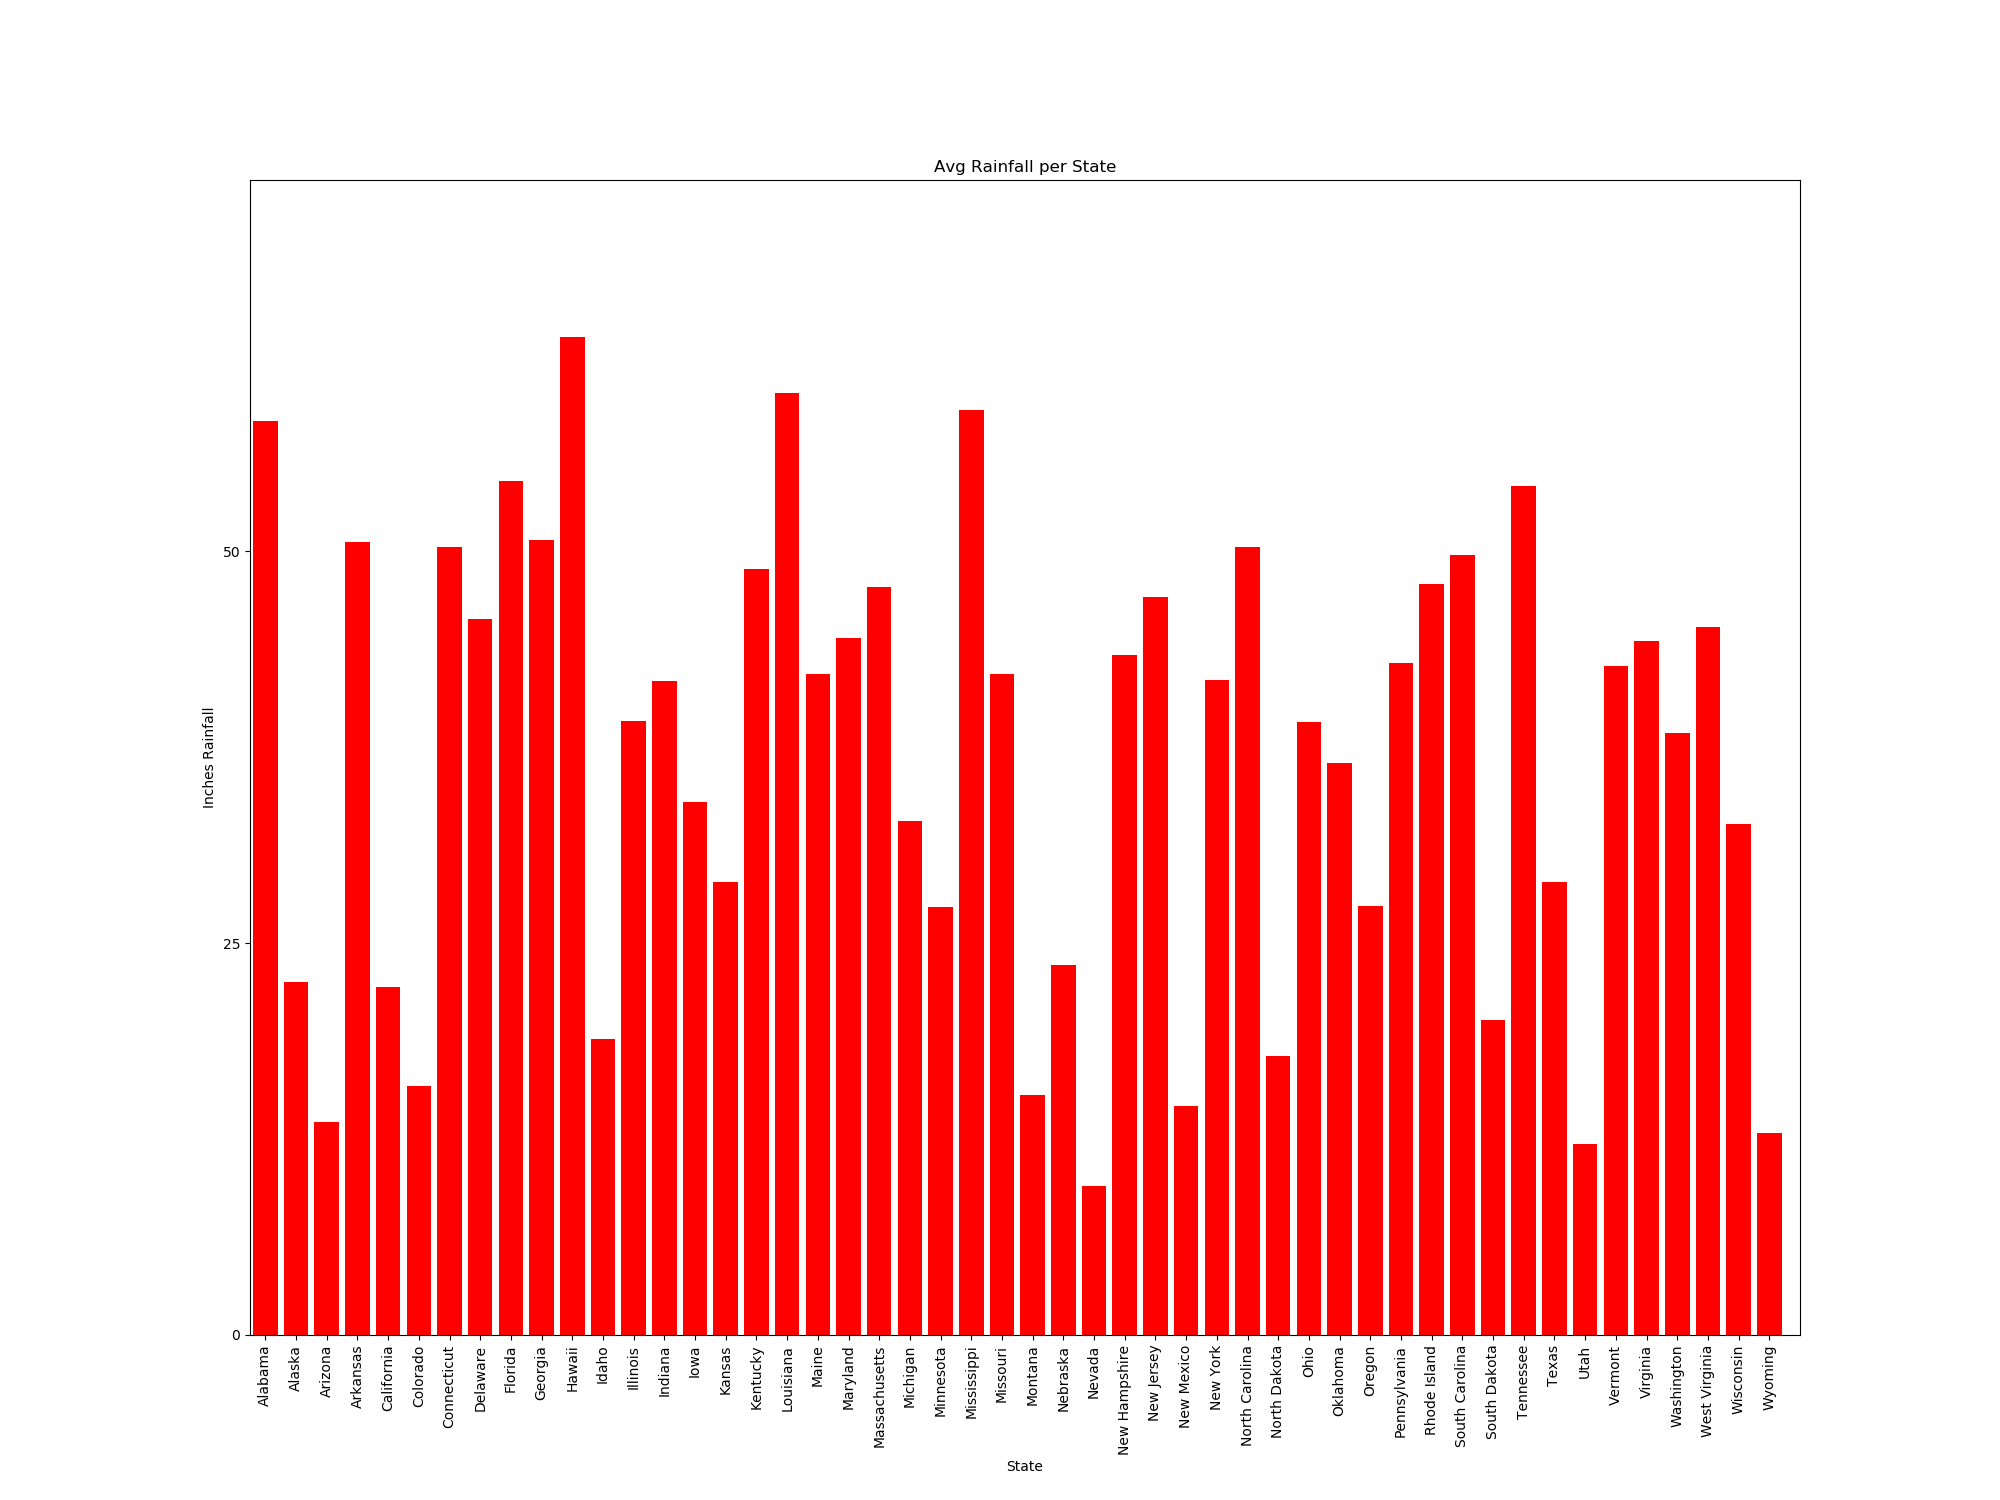 Avg Rainfall per State
Inches Rainfall
50
25
0
Alabama
Alaska
Arizona
Arkansas
California
Colorado
Connecticut
Delaware
Florida
Georgia
Hawaii
Idaho
Illinois
Indiana
Iowa
Kansas
Kentucky
Louisiana
Maine
Maryland
Massachusetts
Michigan
Minnesota
Mississippi
Missouri
Montana
Nebraska
Nevada
New Hampshire
New Jersey
New Mexico
New York
North Carolina
North Dakota
Ohio
Oklahoma
Oregon
Pennsylvania
Rhode Island
South Carolina
South Dakota
Tennessee
Texas
Utah
Vermont
Virginia
Washington
West Virginia
Wisconsin
Wyoming
State